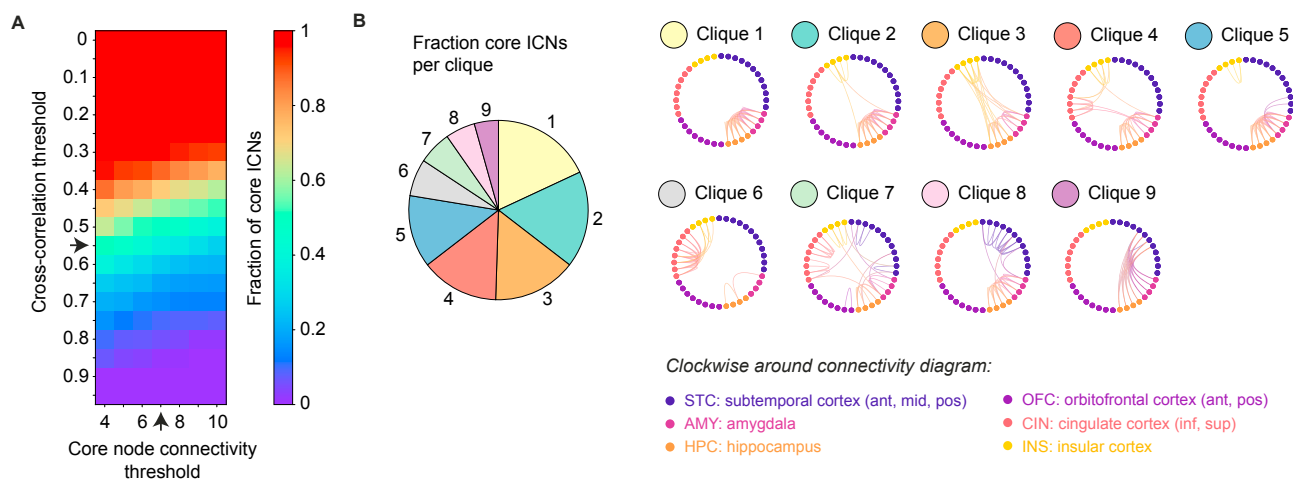 A
0
0.1
0.2
0.3
0.4
0.5
0.6
0.7
0.8
0.9
Cross-correlation threshold
4 6 8 10
Core node connectivity
threshold
1
0.8
0.6
0.4
0.2
0
Fraction of core ICNs
B
Fraction core ICNs
per clique
1
2
3
4
5
6
7
8
9
Clique 1
Clique 2
Clique 3
Clique 4
Clique 5
Clique 6
Clique 7
Clique 8
Clique 9
Clockwise around connectivity diagram:
STC: subtemporal cortex (ant, mid, pos)
AMY: amygdala
HPC: hippocampus
OFC: orbitofrontal cortex (ant, pos)
CIN: cingulate cortex (inf, sup)
INS: insular cortex